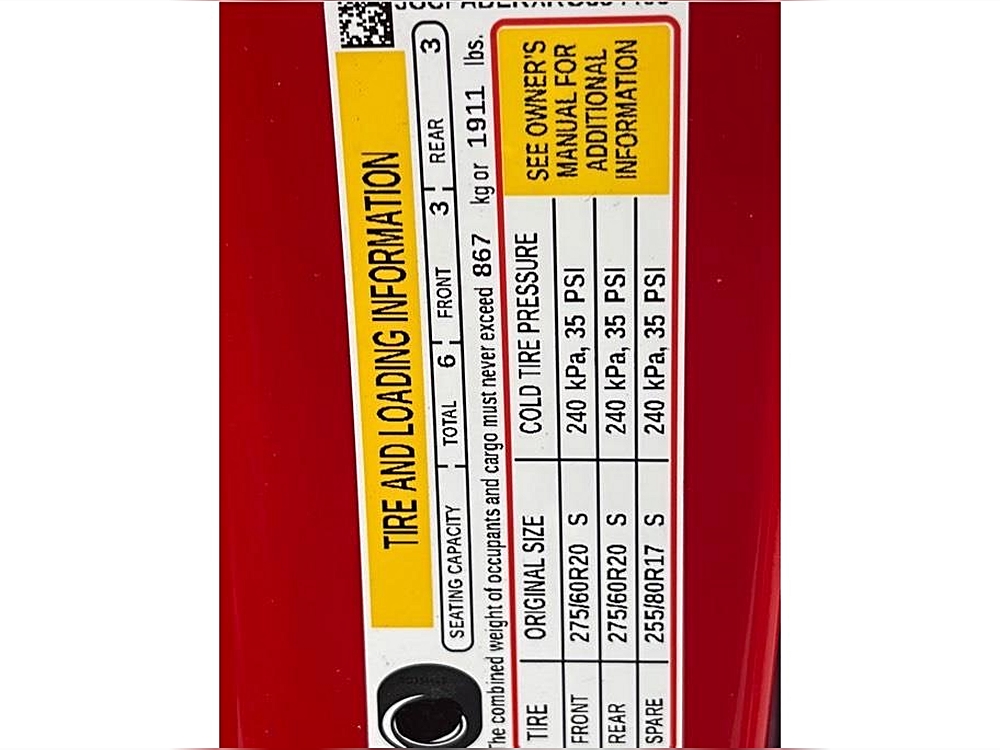 TIRE AND LOADING INFORMATION
SEATING CAPACITY TOTAL 6 FRONT 3 REAR 3
The combined weight of occupants and cargo must never exceed 867 kg or 1911 lbs.
TIRE ORIGINAL SIZE COLD TIRE PRESSURE
FRONT 275/60R20 S 240 kPa, 35 PSI
REAR 275/60R20 S 240 kPa, 35 PSI
SPARE 255/80R17 S 240 kPa, 35 PSI
SEE OWNER'S
MANUAL FOR
ADDITIONAL
INFORMATION